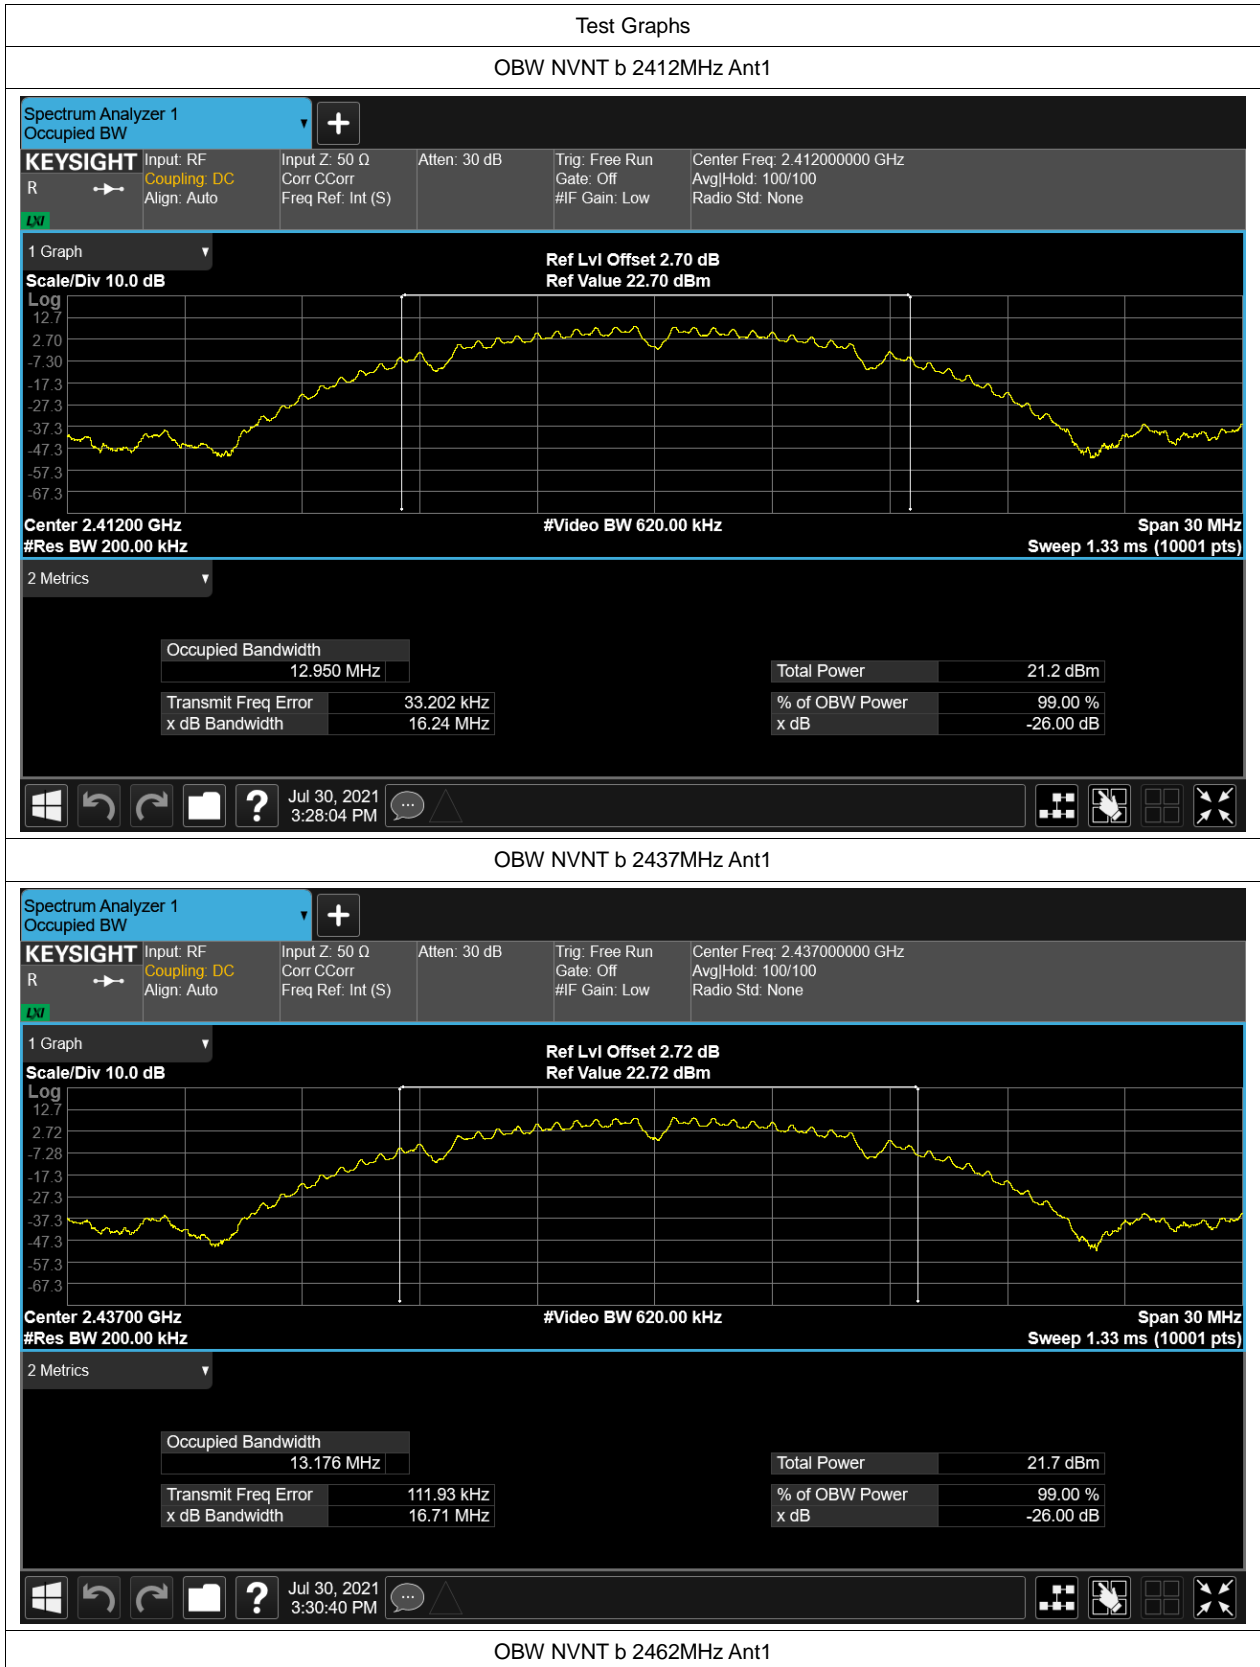 Test Graphs
OBW NVNT b 2412MHz Ant1
Spectrum Analyzer 1
Occupied BW
KEYSIGHT Input: RF Input Z: 50 Ω Atten: 30 dB Trig: Free Run Center Freq: 2.412000000 GHz
R Coupling: DC Corr CCorr Gate: Off Avg|Hold: 100/100
Align: Auto Freq Ref: Int (S) #IF Gain: Low Radio Std: None
LXI
1 Graph
Ref Lvl Offset 2.70 dB
Scale/Div 10.0 dB Ref Value 22.70 dBm
Log
12.7
2.70
-7.30
-17.3
-27.3
-37.3
-47.3
-57.3
-67.3
Center 2.41200 GHz #Video BW 620.00 kHz Span 30 MHz
#Res BW 200.00 kHz Sweep 1.33 ms (10001 pts)
2 Metrics
Occupied Bandwidth
12.950 MHz Total Power 21.2 dBm
Transmit Freq Error 33.202 kHz % of OBW Power 99.00 %
x dB Bandwidth 16.24 MHz x dB -26.00 dB
Jul 30, 2021
3:28:04 PM
OBW NVNT b 2437MHz Ant1
Spectrum Analyzer 1
Occupied BW
KEYSIGHT Input: RF Input Z: 50 Ω Atten: 30 dB Trig: Free Run Center Freq: 2.437000000 GHz
R Coupling: DC Corr CCorr Gate: Off Avg|Hold: 100/100
Align: Auto Freq Ref: Int (S) #IF Gain: Low Radio Std: None
LXI
1 Graph
Ref Lvl Offset 2.72 dB
Scale/Div 10.0 dB Ref Value 22.72 dBm
Log
12.7
2.72
-7.28
-17.3
-27.3
-37.3
-47.3
-57.3
-67.3
Center 2.43700 GHz #Video BW 620.00 kHz Span 30 MHz
#Res BW 200.00 kHz Sweep 1.33 ms (10001 pts)
2 Metrics
Occupied Bandwidth
13.176 MHz Total Power 21.7 dBm
Transmit Freq Error 111.93 kHz % of OBW Power 99.00 %
x dB Bandwidth 16.71 MHz x dB -26.00 dB
Jul 30, 2021
3:30:40 PM
OBW NVNT b 2462MHz Ant1